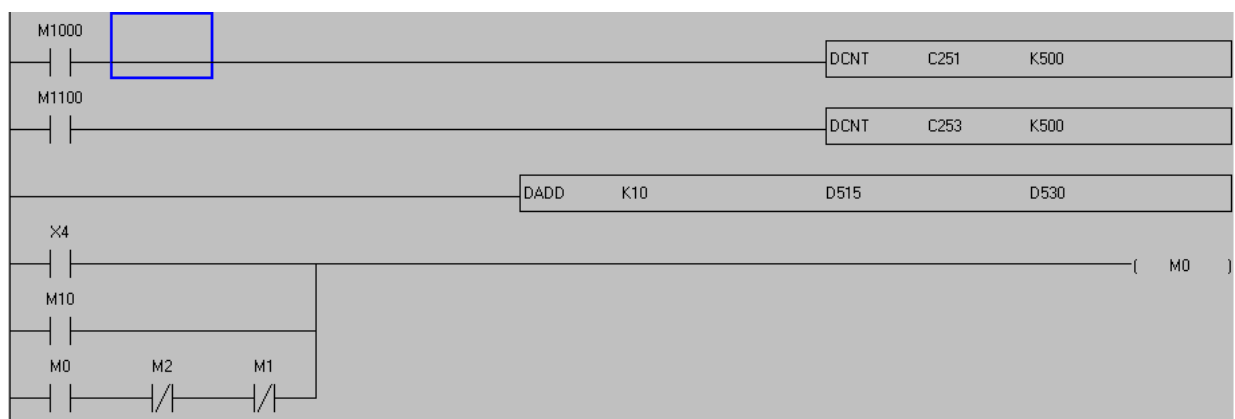 M1000
DCNT C251 K500
M1100
DCNT C253 K500
DADD K10 D515 D530
X4
( M0 )
M10
M0 M2 M1